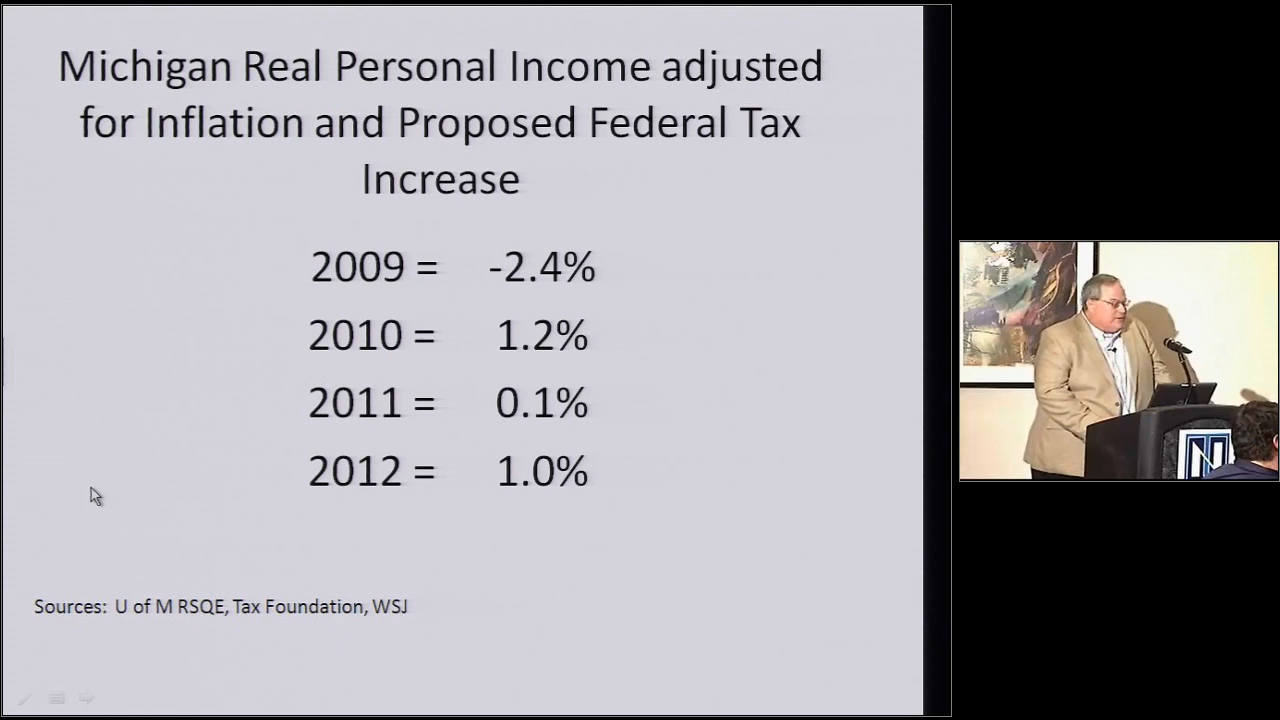 Michigan Real Personal Income adjusted
for Inflation and Proposed Federal Tax
Increase
2009 = -2.4%
2010 = 1.2%
2011 = 0.1%
2012 = 1.0%
Sources: U of M RSQE, Tax Foundation, WSJ